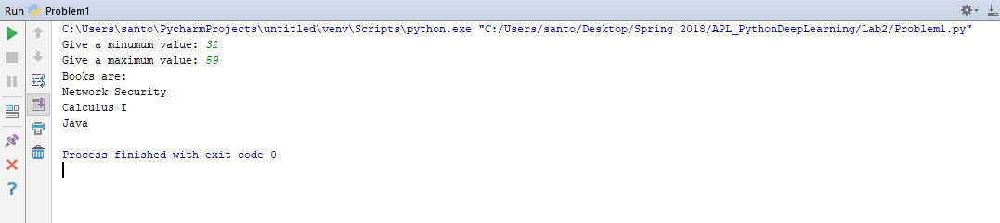 Run Problem1
C:\Users\santo\PycharmProjects\untitled\venv\Scripts\python.exe "C:/Users/santo/Desktop/Spring 2018/APL_PythonDeepLearning/Lab2/Problem1.py"
Give a minumum value: 32
Give a maximum value: 59
Books are:
Network Security
Calculus I
Java
Process finished with exit code 0